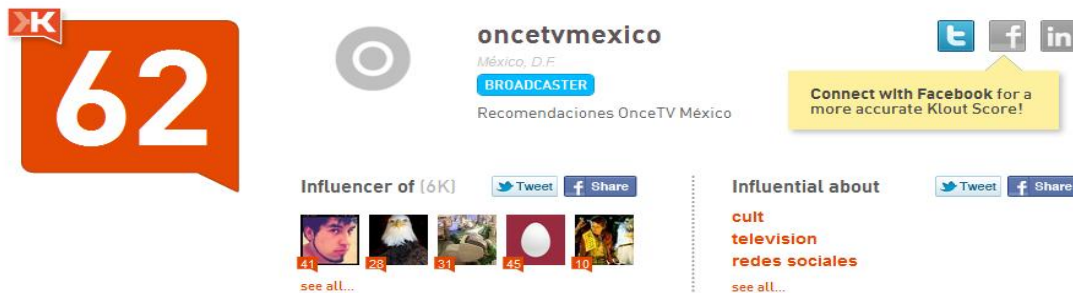 K
62
oncetvmexico
México, D.F.
BROADCASTER
Recomendaciones OnceTV México
t f in
Connect with Facebook for a
more accurate Klout Score!
Influencer of (6K)
Tweet
f Share
41
28
31
45
10
see all...
Influential about
Tweet
f Share
cult
television
redes sociales
see all...